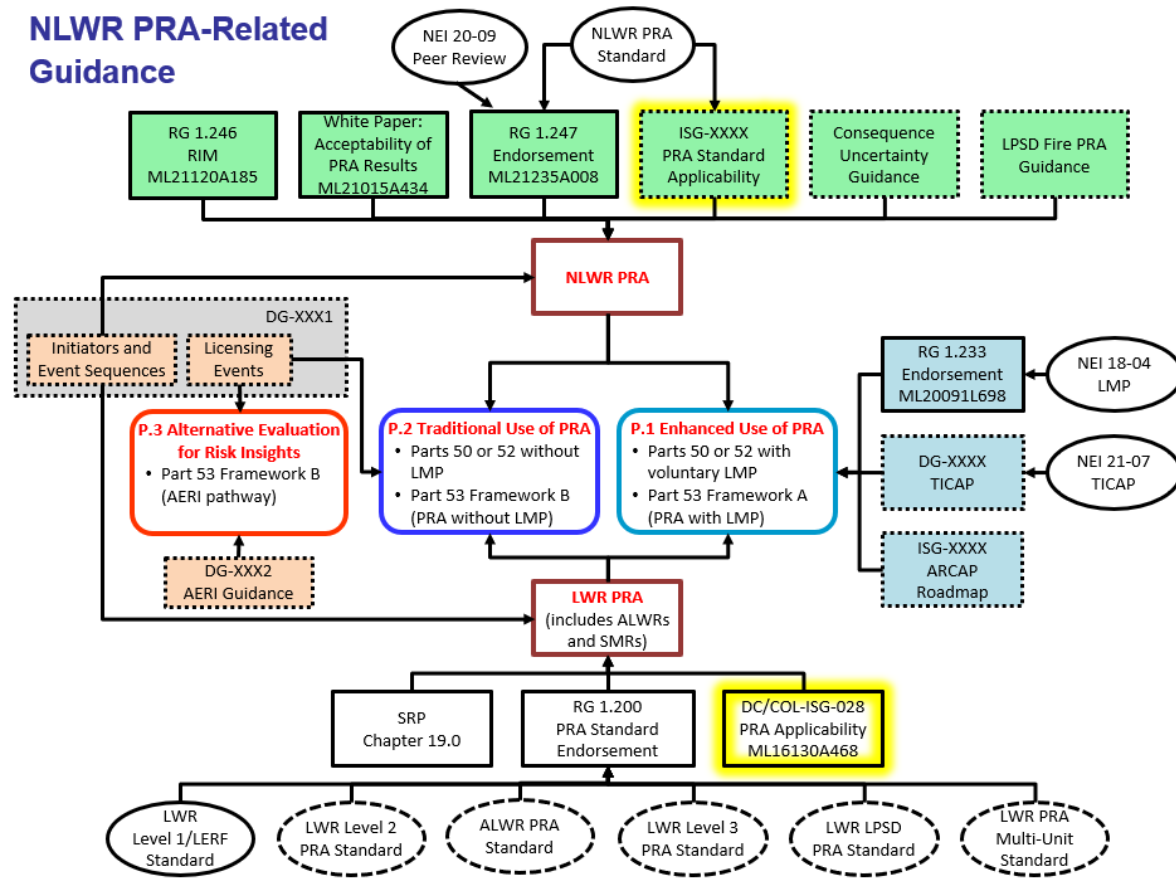 NLWR PRA-Related
Guidance
NEI 20-09
Peer Review
NLWR PRA
Standard
RG 1.246
RIM
ML21120A185
White Paper:
Acceptability of
PRA Results
ML21015A434
RG 1.247
Endorsement
ML21235A008
ISG-XXXX
PRA Standard
Applicability
Consequence
Uncertainty
Guidance
LPSD Fire PRA
Guidance
NLWR PRA
DG-XXX1
Initiators and
Event Sequences
Licensing
Events
RG 1.233
Endorsement
ML20091L698
NEI 18-04
LMP
P.3 Alternative Evaluation
for Risk Insights
• Part 53 Framework B
(AERI pathway)
P.2 Traditional Use of PRA
• Parts 50 or 52 without
LMP
• Part 53 Framework B
(PRA without LMP)
P.1 Enhanced Use of PRA
• Parts 50 or 52 with
voluntary LMP
• Part 53 Framework A
(PRA with LMP)
DG-XXXX
TICAP
NEI 21-07
TICAP
ISG-XXXX
ARCAP
Roadmap
DG-XXX2
AERI Guidance
LWR PRA
(includes ALWRs
and SMRs)
SRP
Chapter 19.0
RG 1.200
PRA Standard
Endorsement
DC/COL-ISG-028
PRA Applicability
ML16130A468
LWR
Level 1/LERF
Standard
LWR Level 2
PRA Standard
ALWR PRA
Standard
LWR Level 3
PRA Standard
LWR LPSD
PRA Standard
LWR PRA
Multi-Unit
Standard